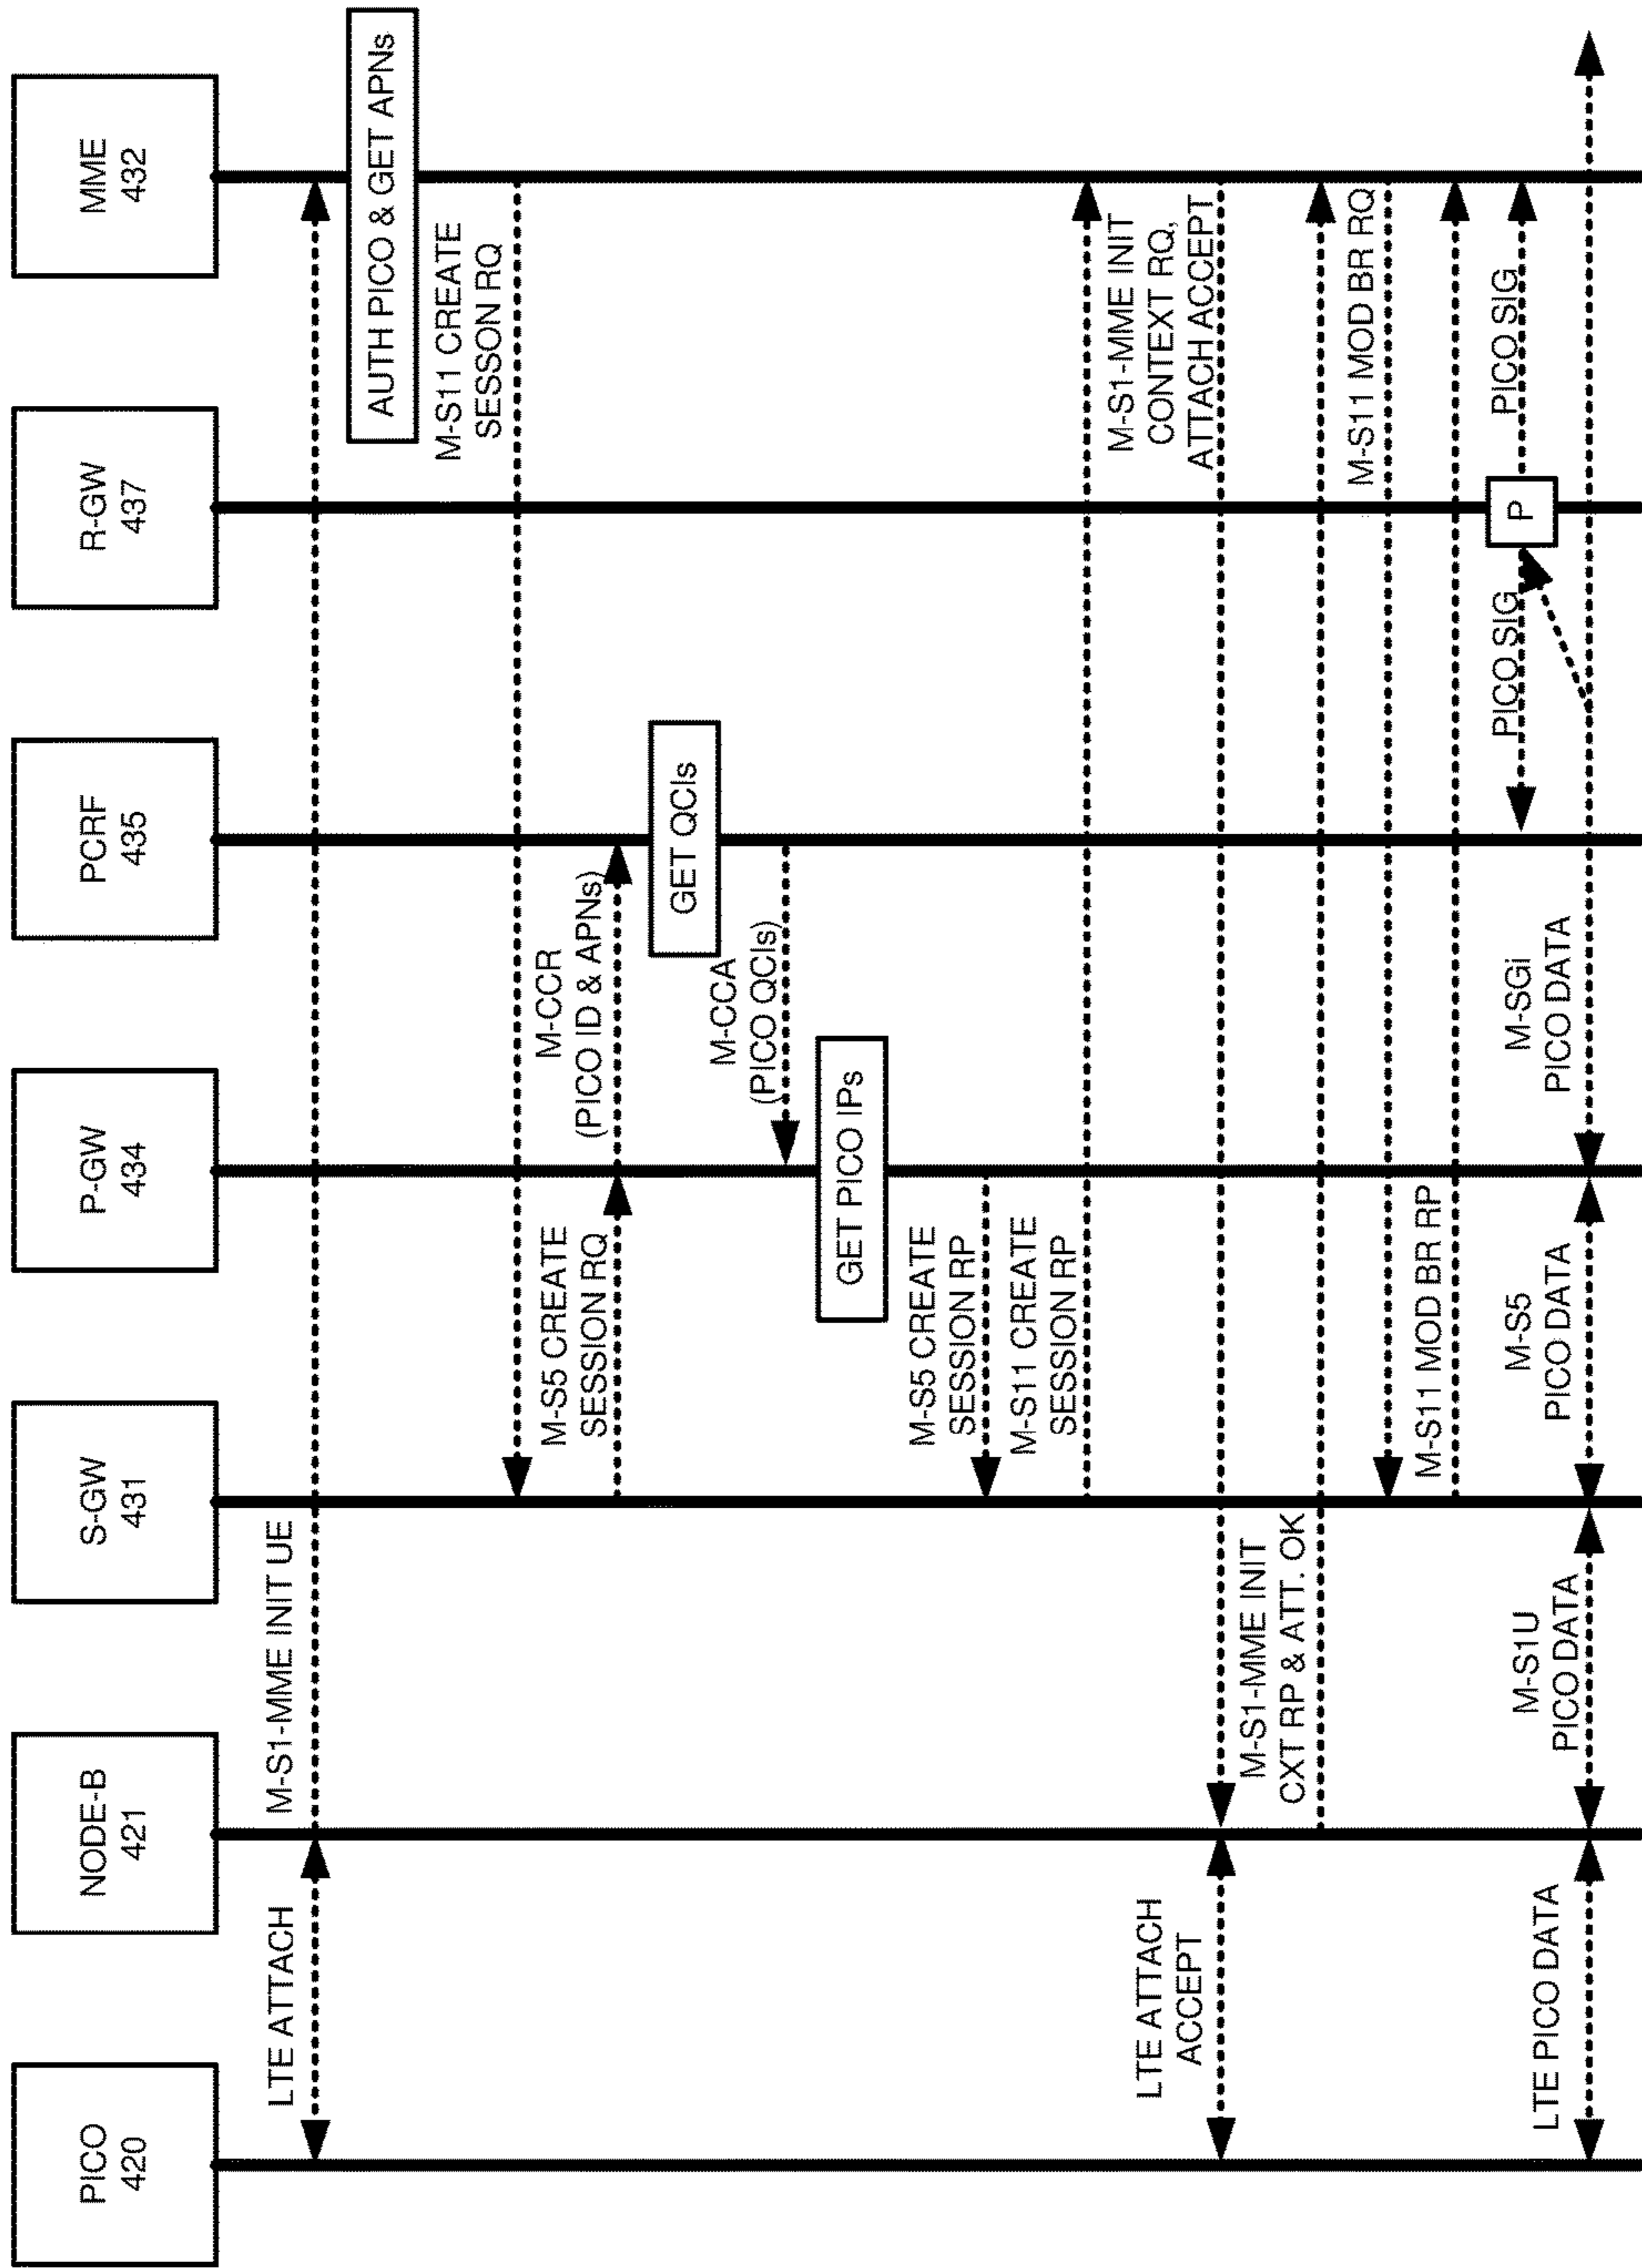 PICO
420
NODE-B
421
S-GW
431
P-GW
434
PCRF
435
R-GW
437
MME
432
LTE ATTACH
M-S1-MME INIT UE
AUTH PICO & GET APNs
M-S11 CREATE
SESSON RQ
M-S5 CREATE
SESSION RQ
M-CCR
(PICO ID & APNs)
GET QCIs
M-CCA
(PICO QCIs)
GET PICO IPs
M-S5 CREATE
SESSION RP
M-S11 CREATE
SESSION RP
M-S1-MME INIT
CONTEXT RQ,
ATTACH ACCEPT
LTE ATTACH
ACCEPT
M-S1-MME INIT
CXT RP & ATT. OK
M-S11 MOD BR RQ
M-S11 MOD BR RP
PICO SIG
P
PICO SIG
LTE PICO DATA
M-S1U
PICO DATA
M-S5
PICO DATA
M-SGi
PICO DATA